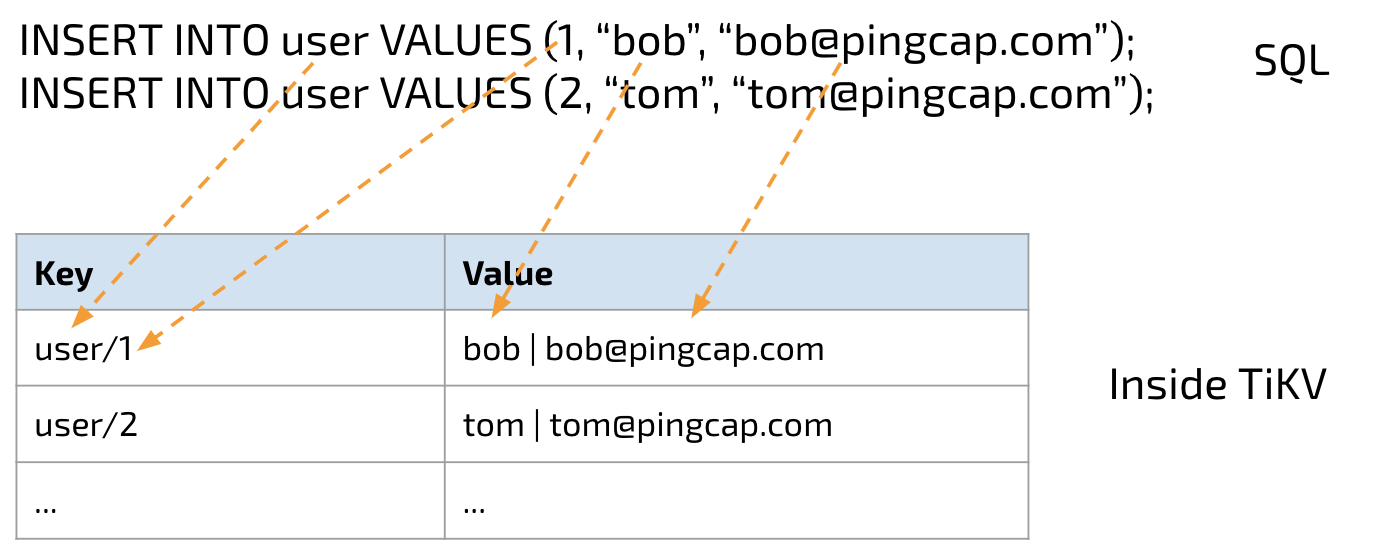 INSERT INTO user VALUES (1, “bob”, “bob@pingcap.com”);
SQL
INSERT INTO user VALUES (2, “tom”, “tom@pingcap.com”);
Key Value
user/1 bob | bob@pingcap.com
Inside TiKV
user/2 tom | tom@pingcap.com
... ...